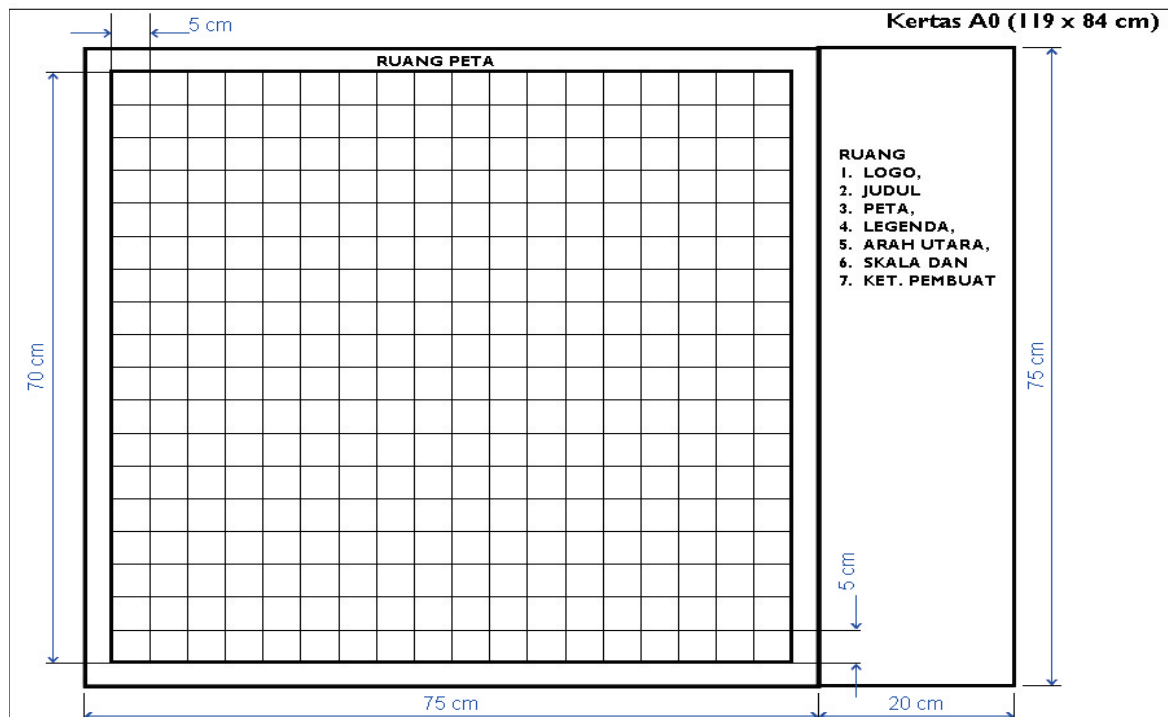 Kertas A0 (119 x 84 cm)
5 cm
RUANG PETA
RUANG
1. LOGO,
2. JUDUL
3. PETA,
4. LEGENDA,
5. ARAH UTARA,
6. SKALA DAN
7. KET. PEMBUAT
70 cm
75 cm
5 cm
75 cm
20 cm